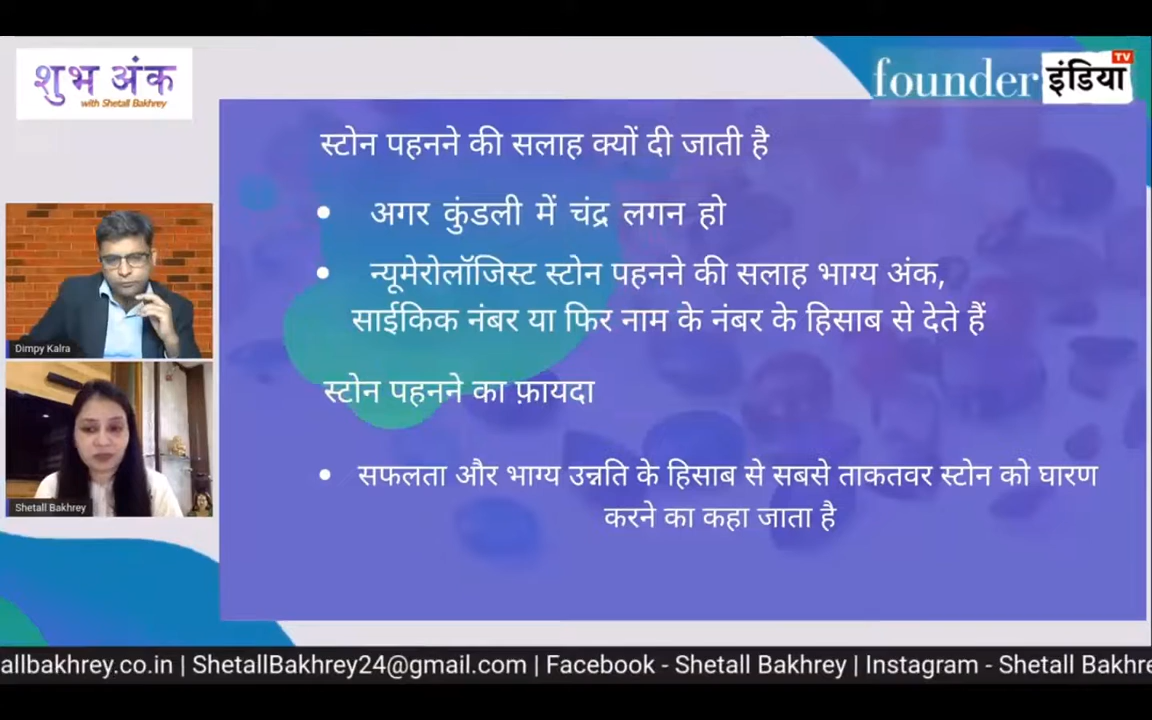 शुभ अंक
with Shetall Bakhrey
founder इंडिया TV
स्टोन पहनने की सलाह क्यों दी जाती है
• अगर कुंडली में चंद्र लगन हो
• न्यूमेरोलॉजिस्ट स्टोन पहनने की सलाह भाग्य अंक,
साईकिक नंबर या फिर नाम के नंबर के हिसाब से देते हैं
स्टोन पहनने का फ़ायदा
• सफलता और भाग्य उन्नति के हिसाब से सबसे ताकतवर स्टोन को घारण
करने का कहा जाता है
Dimpy Kalra
Shetall Bakhrey
allbakhrey.co.in | ShetallBakhrey24@gmail.com | Facebook - Shetall Bakhrey | Instagram - Shetall Bakhre